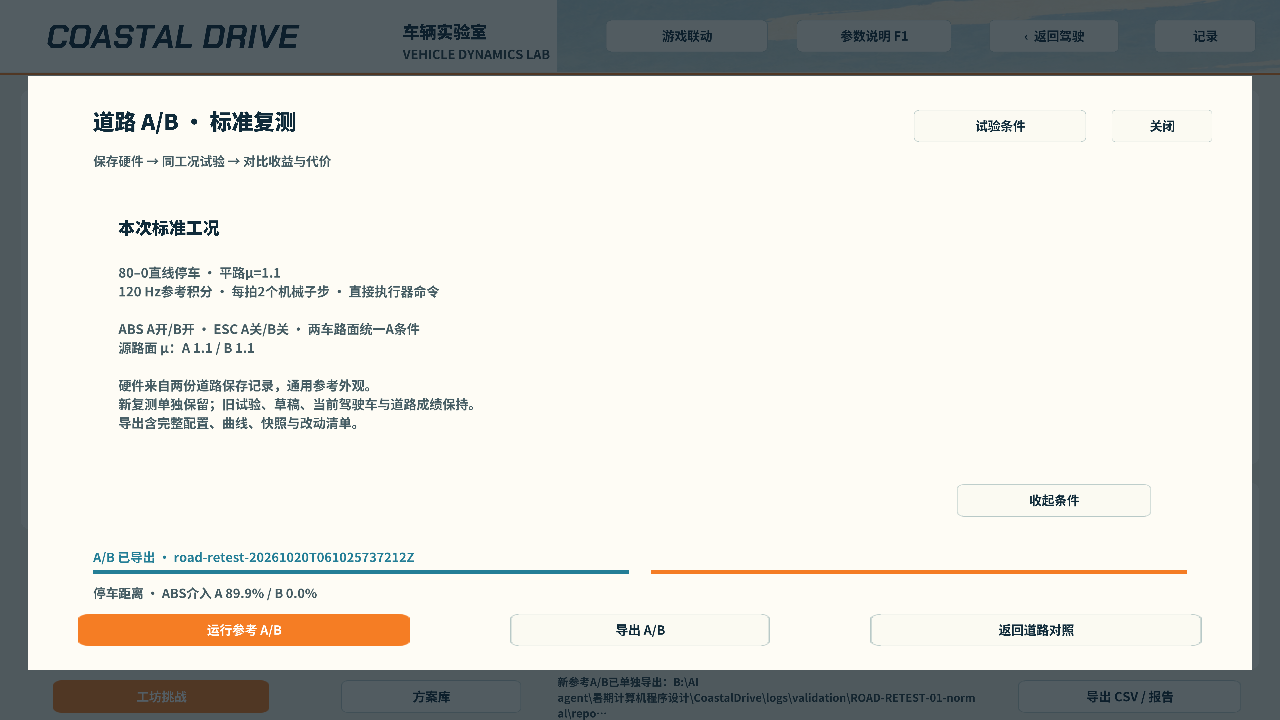 COASTAL DRIVE
车辆实验室
VEHICLE DYNAMICS LAB
游戏联动
参数说明 F1
‹ 返回驾驶
记录
道路 A/B · 标准复测
试验条件
关闭
保存硬件 → 同工况试验 → 对比收益与代价
本次标准工况
80–0直线停车 · 平路μ=1.1
120 Hz参考积分 · 每拍2个机械子步 · 直接执行器命令
ABS A开/B开 · ESC A关/B关 · 两车路面统一A条件
源路面 μ：A 1.1 / B 1.1
硬件来自两份道路保存记录，通用参考外观。
新复测单独保留；旧试验、草稿、当前驾驶车与道路成绩保持。
导出含完整配置、曲线、快照与改动清单。
收起条件
A/B 已导出 · road-retest-20261020T061025737212Z
停车距离 · ABS介入 A 89.9% / B 0.0%
运行参考 A/B
导出 A/B
返回道路对照
工坊挑战
方案库
新参考A/B已单独导出：B:\AI
agent\暑期计算机程序设计\CoastalDrive\logs\validation\ROAD-RETEST-01-norm
al\repo…
导出 CSV / 报告